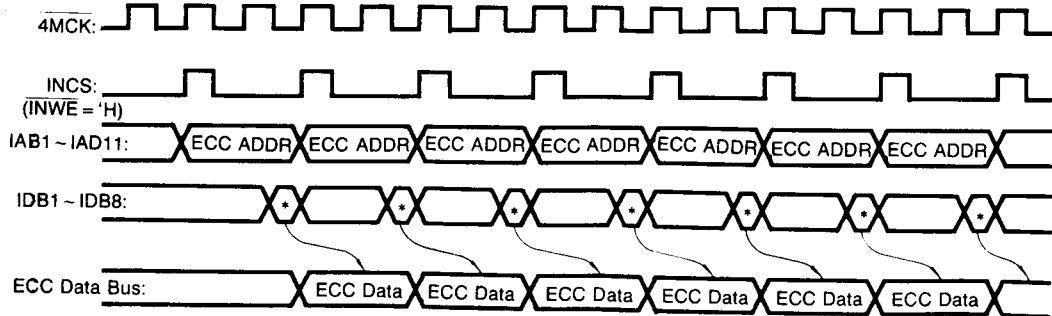 4MCK:
INCS:
(INWE = 'H)
IAB1 ~ IAD11: ECC ADDR ECC ADDR ECC ADDR ECC ADDR ECC ADDR ECC ADDR ECC ADDR
IDB1 ~ IDB8: * * * * * * *
ECC Data Bus: ECC Data ECC Data ECC Data ECC Data ECC Data ECC Data